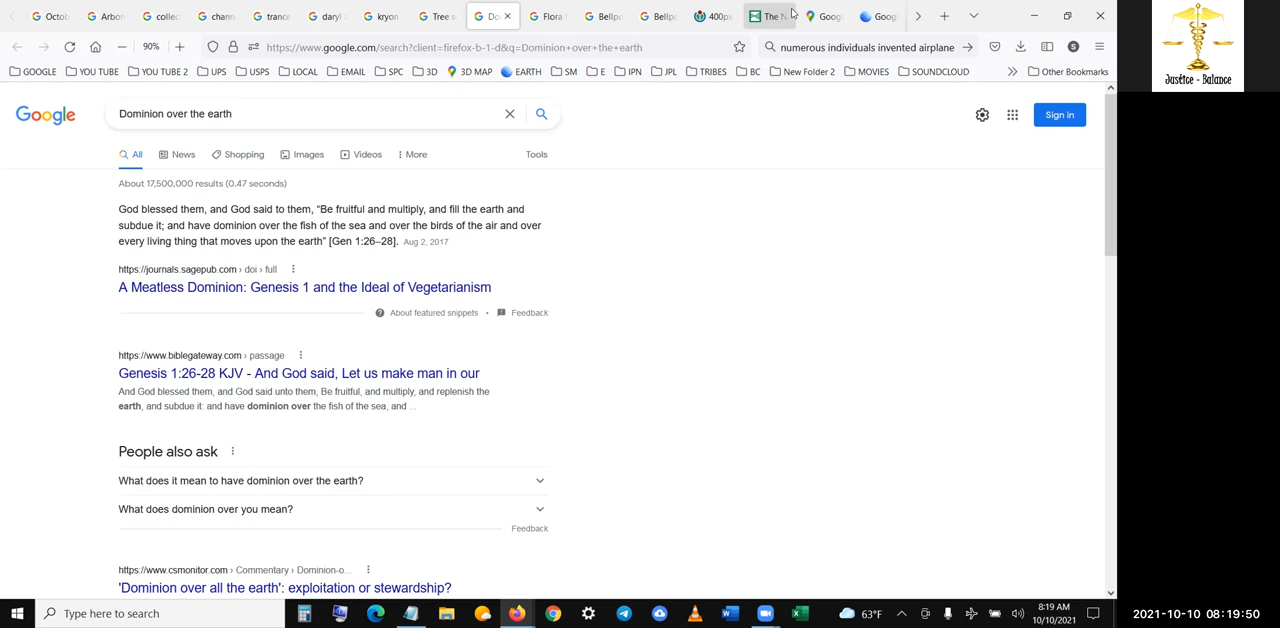 Octob
Arbon
collec
chann
trance
daryl
kryon
Tree s
Do
Flora
Bellpo
Bellpo
400px
The N
Googl
Googl
90%
https://www.google.com/search?client=firefox-b-1-d&q=Dominion+over+the+earth
numerous individuals invented airplane
S
GOOGLE
YOU TUBE
YOU TUBE 2
UPS
USPS
LOCAL
EMAIL
SPC
3D
3D MAP
EARTH
SM
E
IPN
JPL
TRIBES
BC
New Folder 2
MOVIES
SOUNDCLOUD
Other Bookmarks
Justice - Balance
Google
Dominion over the earth
Sign in
All
News
Shopping
Images
Videos
More
Tools
About 17,500,000 results (0.47 seconds)
God blessed them, and God said to them, “Be fruitful and multiply, and fill the earth and
subdue it; and have dominion over the fish of the sea and over the birds of the air and over
every living thing that moves upon the earth” [Gen 1:26–28]. Aug 2, 2017
https://journals.sagepub.com › doi › full
A Meatless Dominion: Genesis 1 and the Ideal of Vegetarianism
About featured snippets • Feedback
https://www.biblegateway.com › passage
Genesis 1:26-28 KJV - And God said, Let us make man in our
And God blessed them, and God said unto them, Be fruitful, and multiply, and replenish the
earth, and subdue it: and have dominion over the fish of the sea, and ...
People also ask
What does it mean to have dominion over the earth?
What does dominion over you mean?
Feedback
https://www.csmonitor.com › Commentary › Dominion-o...
'Dominion over all the earth': exploitation or stewardship?
Type here to search
63°F
8:19 AM
10/10/2021
2021-10-10 08:19:50